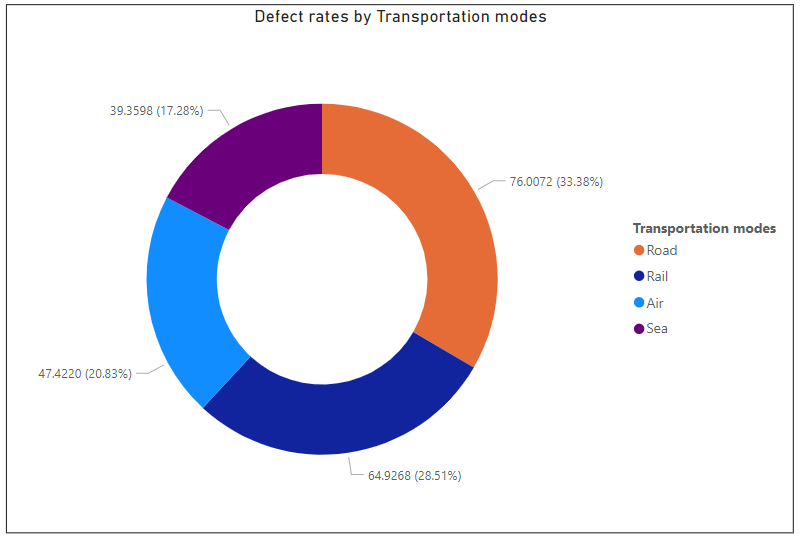 Defect rates by Transportation modes
39.3598 (17.28%)
76.0072 (33.38%)
47.4220 (20.83%)
64.9268 (28.51%)
Transportation modes
Road
Rail
Air
Sea